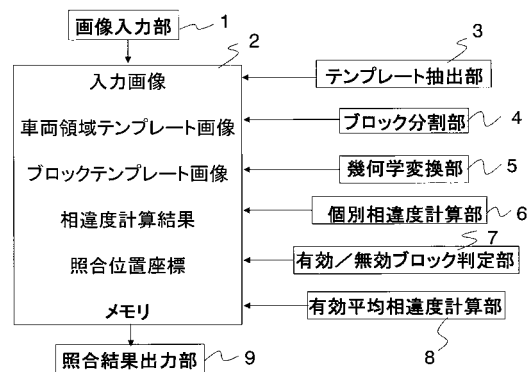 画像入力部 1
2
入力画像
車両領域テンプレート画像
ブロックテンプレート画像
相違度計算結果
照合位置座標
メモリ
テンプレート抽出部 3
ブロック分割部 4
幾何学変換部 5
個別相違度計算部 6
有効／無効ブロック判定部 7
有効平均相違度計算部 8
照合結果出力部 9